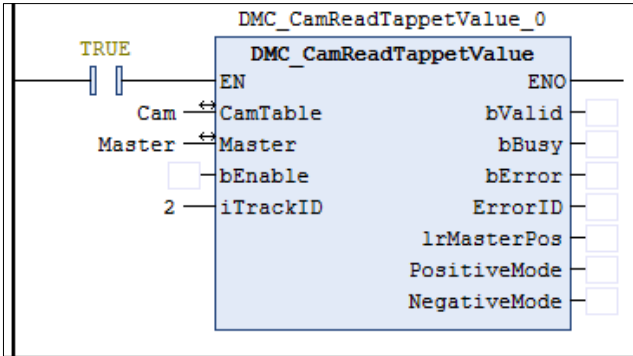 DMC_CamReadTappetValue_0
TRUE
DMC_CamReadTappetValue
EN ENO
Cam CamTable bValid
Master Master bBusy
bEnable bError
2 iTrackID ErrorID
lrMasterPos
PositiveMode
NegativeMode